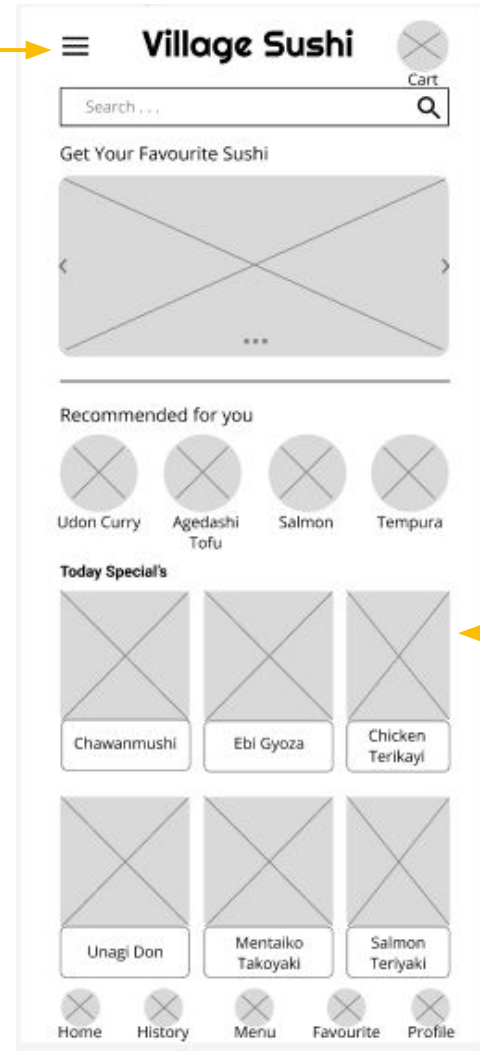 Village Sushi
Cart
Search . . .
Get Your Favourite Sushi
Recommended for you
Udon Curry
Agedashi
Tofu
Salmon
Tempura
Today Special's
Chawanmushi
Ebi Gyoza
Chicken
Terikayi
Unagi Don
Mentaiko
Takoyaki
Salmon
Teriyaki
Home
History
Menu
Favourite
Profile